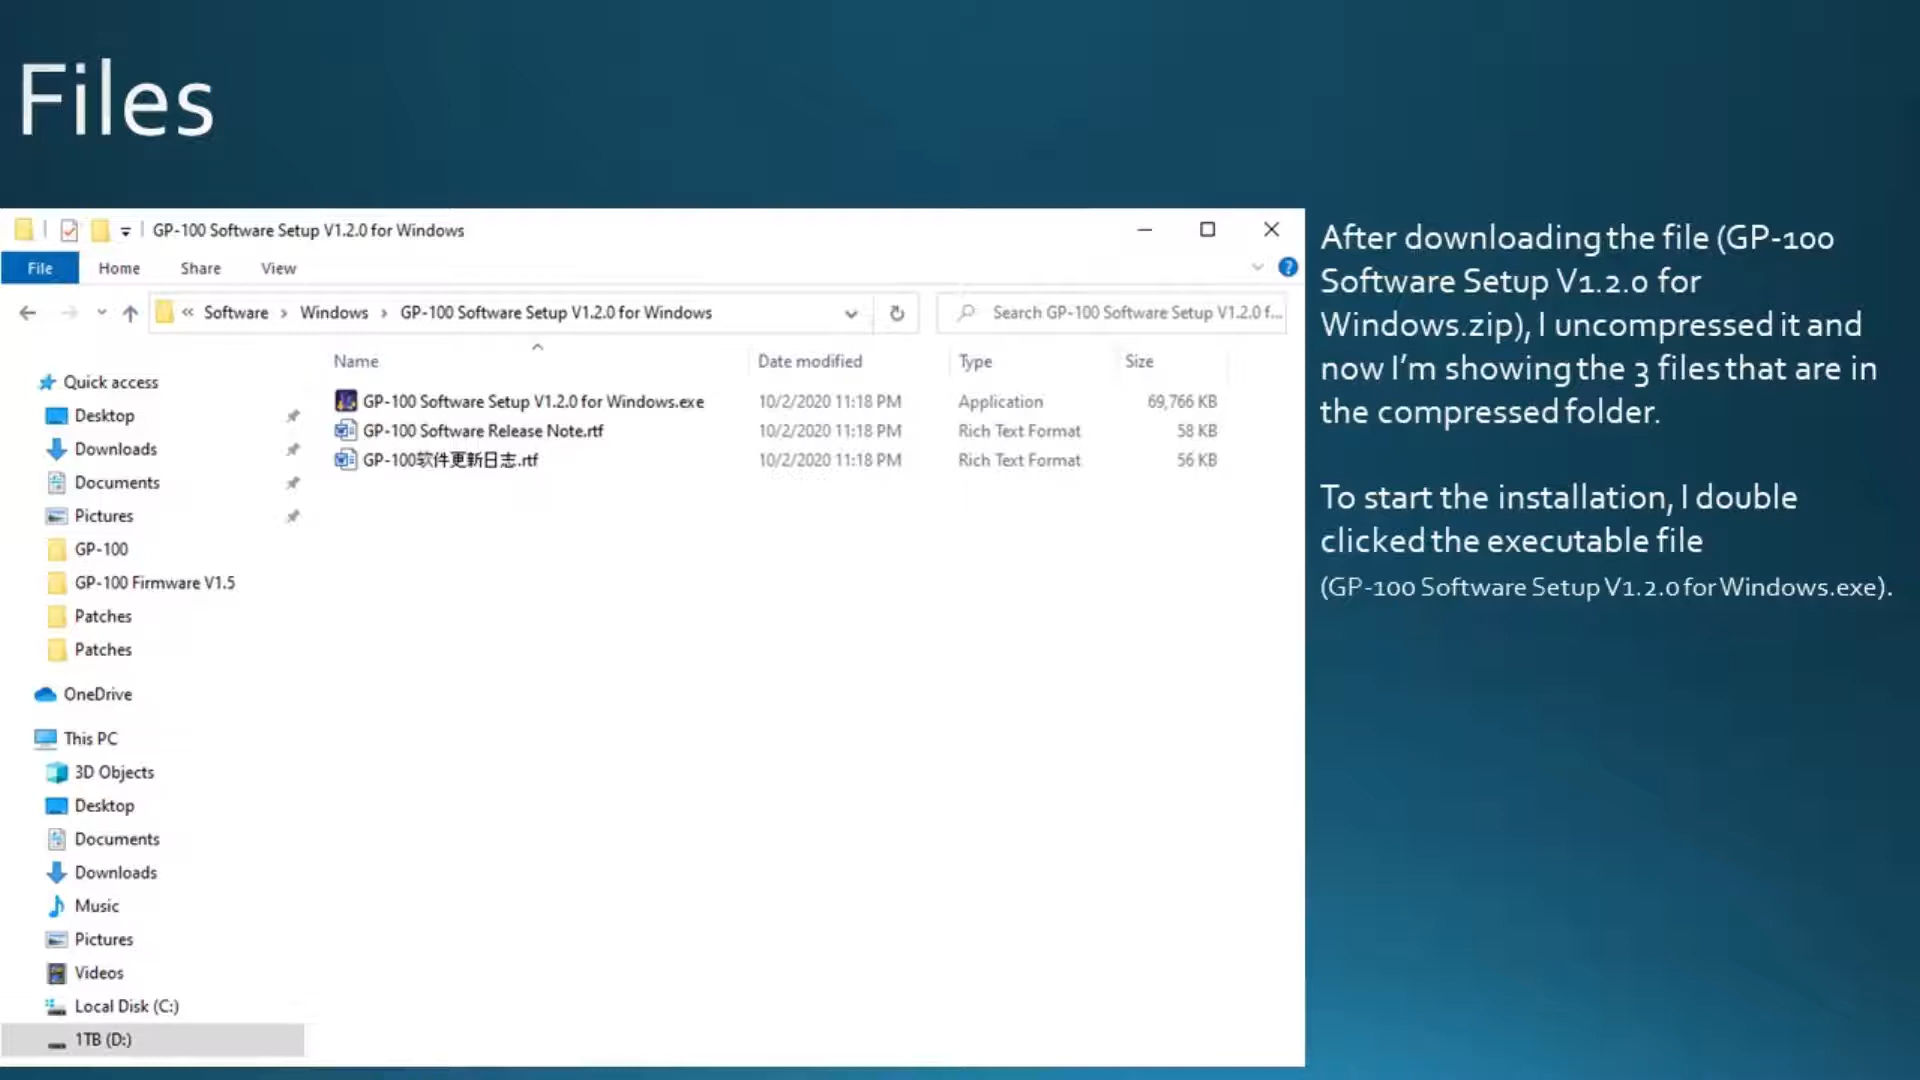 Files
GP-100 Software Setup V1.2.0 for Windows
File Home Share View
« Software › Windows › GP-100 Software Setup V1.2.0 for Windows
Search GP-100 Software Setup V1.2.0 f...
Name Date modified Type Size
GP-100 Software Setup V1.2.0 for Windows.exe 10/2/2020 11:18 PM Application 69,766 KB
GP-100 Software Release Note.rtf 10/2/2020 11:18 PM Rich Text Format 58 KB
GP-100软件更新日志.rtf 10/2/2020 11:18 PM Rich Text Format 56 KB
Quick access
Desktop
Downloads
Documents
Pictures
GP-100
GP-100 Firmware V1.5
Patches
Patches
OneDrive
This PC
3D Objects
Desktop
Documents
Downloads
Music
Pictures
Videos
Local Disk (C:)
1TB (D:)
After downloading the file (GP-100
Software Setup V1.2.0 for
Windows.zip), I uncompressed it and
now I’m showing the 3 files that are in
the compressed folder.
To start the installation, I double
clicked the executable file
(GP-100 Software Setup V1.2.0 for Windows.exe).